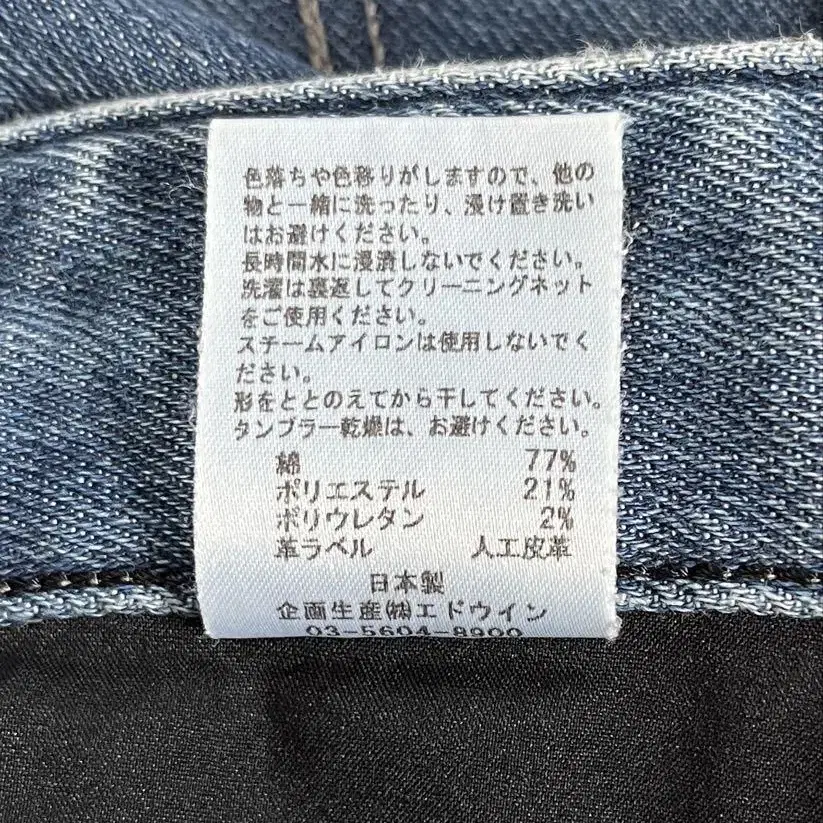 色落ちや色移りがしますので、他の
物と一緒に洗ったり、浸け置き洗い
はお避けください。
長時間水に浸漬しないでください。
洗濯は裏返してクリーニングネット
をご使用ください。
スチームアイロンは使用しないでく
ださい。
形をととのえてから干してください。
タンブラー乾燥は、お避けください。
綿 77%
ポリエステル 21%
ポリウレタン 2%
革ラベル 人工皮革
日本製
企画生産㈱エドウイン
03-5604-8900